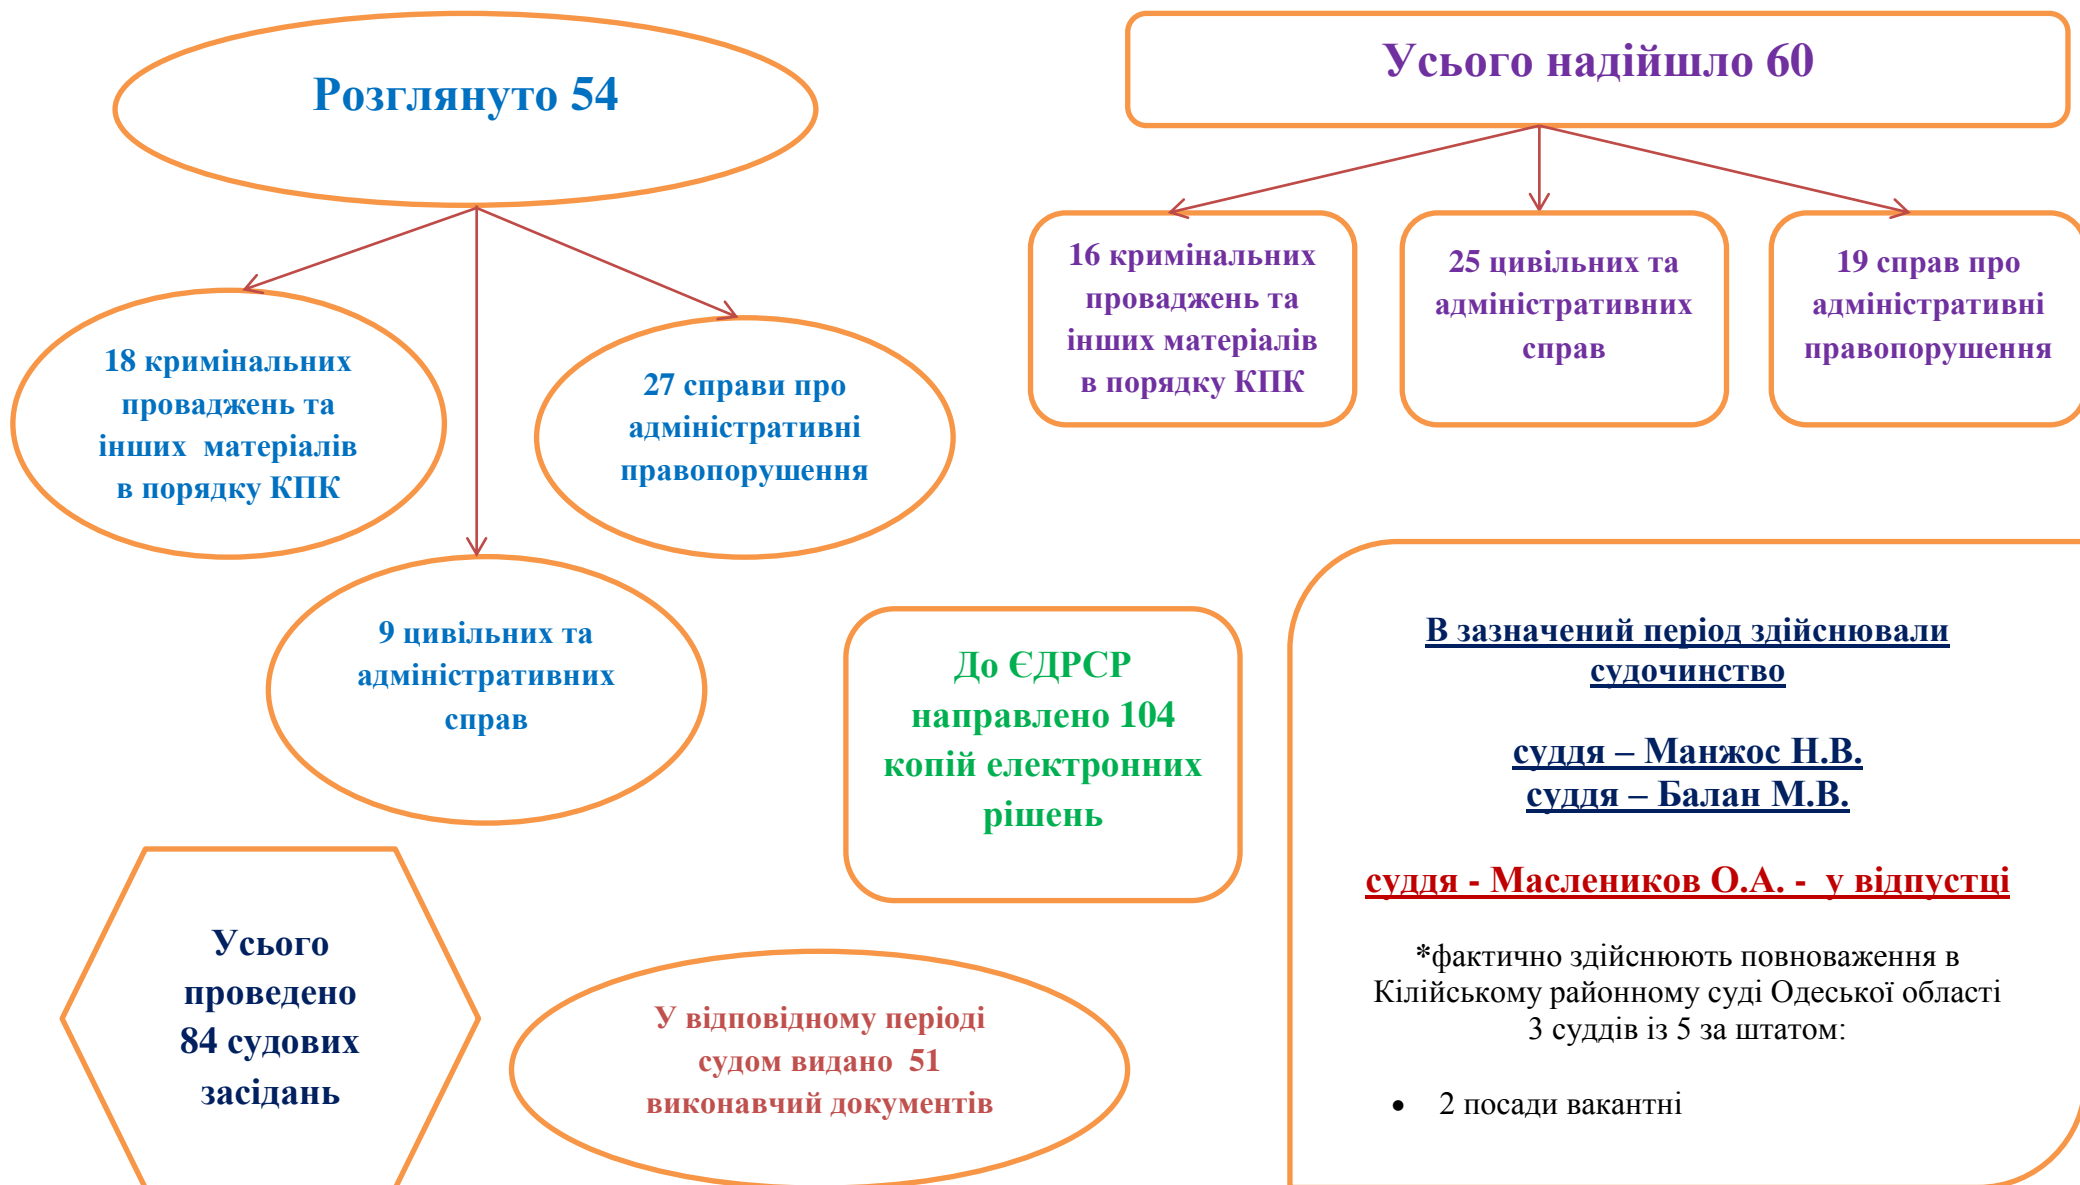 Розглянуто 54
18 кримінальних
проваджень та
інших  матеріалів
в порядку КПК
27 справи про
адміністративні
правопорушення
9 цивільних та
адміністративних
справ
Усього надійшло 60
16 кримінальних
проваджень та
інших матеріалів
в порядку КПК
25 цивільних та
адміністративних
справ
19 справ про
адміністративні
правопорушення
До ЄДРСР
направлено 104
копій електронних
рішень
В зазначений період здійснювали
судочинство
суддя – Манжос Н.В.
суддя – Балан М.В.
суддя - Маслеников О.А. -  у відпустці
*фактично здійснюють повноваження в
Кілійському районному суді Одеської області
3 суддів із 5 за штатом:
• 2 посади вакантні
Усього
проведено
84 судових
засідань
У відповідному періоді
судом видано  51
виконавчий документів